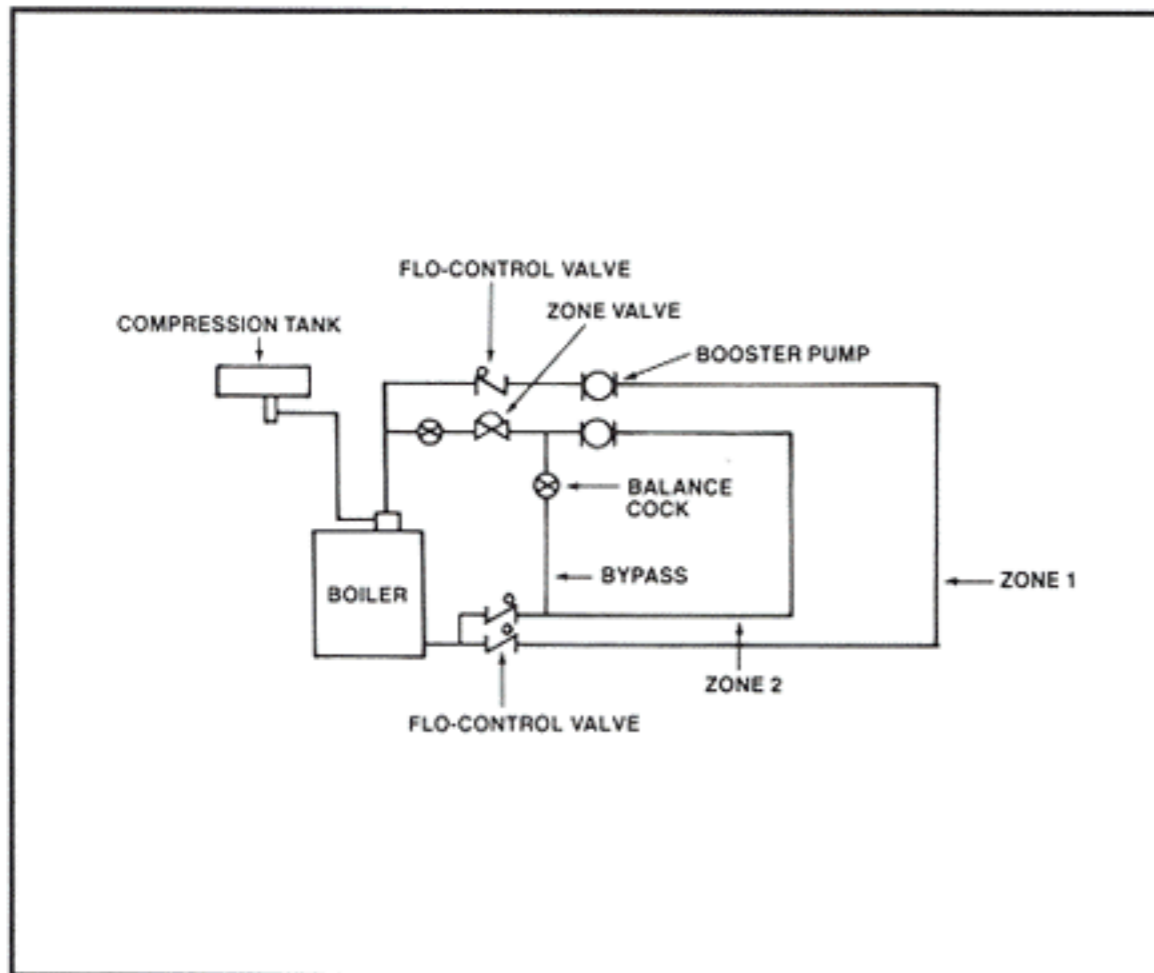 FLO-CONTROL VALVE
ZONE VALVE
COMPRESSION TANK
BOOSTER PUMP
BALANCE
COCK
BYPASS
ZONE 1
BOILER
ZONE 2
FLO-CONTROL VALVE